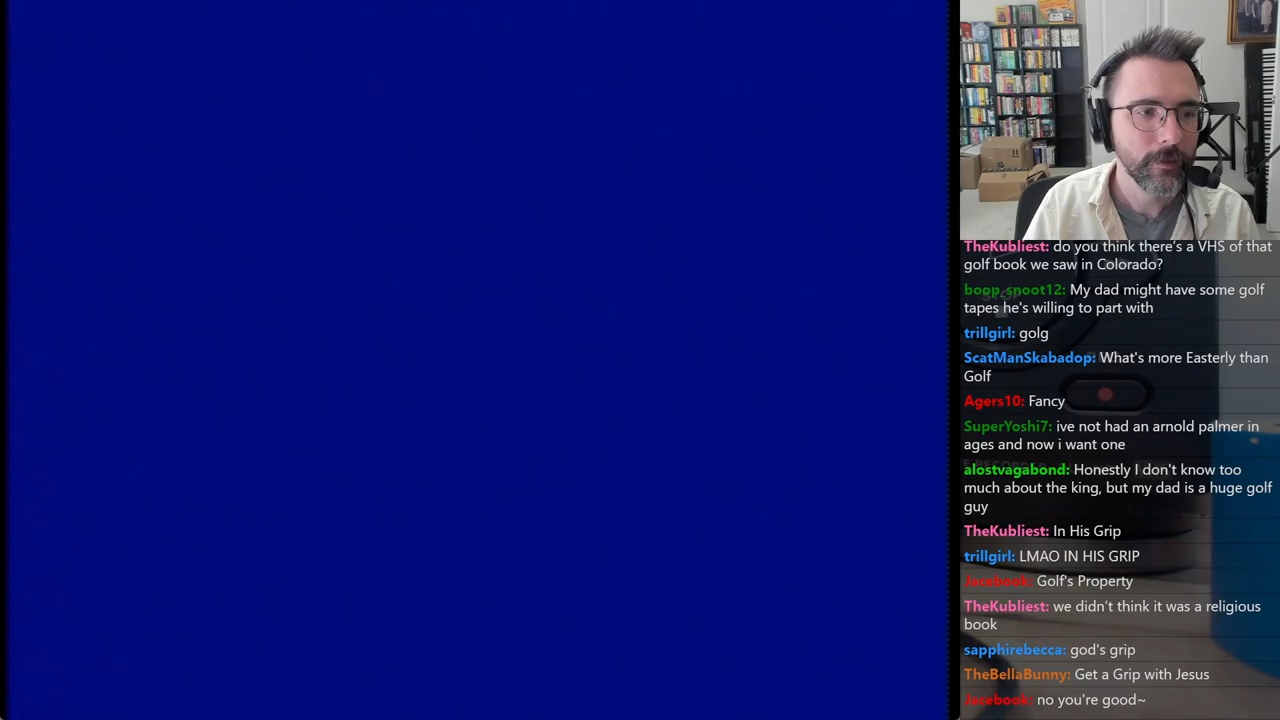 TheKubliest: do you think there's a VHS of that
golf book we saw in Colorado?
boop_snoot12: My dad might have some golf
tapes he's willing to part with
trillgirl: golg
ScatManSkabadop: What's more Easterly than
Golf
Agers10: Fancy
SuperYoshi7: ive not had an arnold palmer in
ages and now i want one
alostvagabond: Honestly I don't know too
much about the king, but my dad is a huge golf
guy
TheKubliest: In His Grip
trillgirl: LMAO IN HIS GRIP
Jacebook: Golf's Property
TheKubliest: we didn't think it was a religious
book
sapphirebecca: god's grip
TheBellaBunny: Get a Grip with Jesus
Jacebook: no you're good~